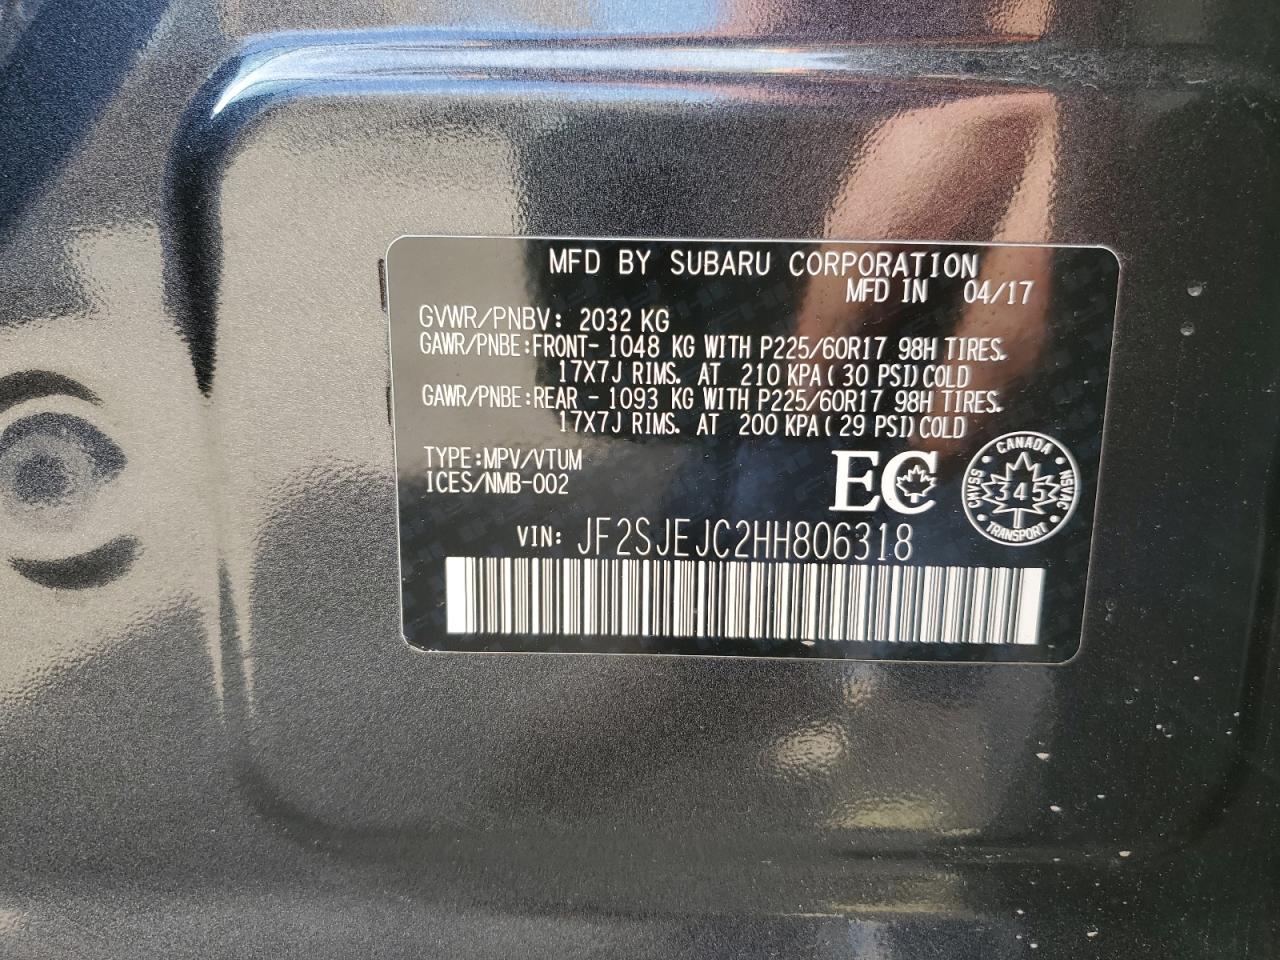 MFD BY SUBARU CORPORATION
MFD IN 04/17
GVWR/PNBV: 2032 KG
GAWR/PNBE:FRONT- 1048 KG WITH P225/60R17 98H TIRES.
17X7J RIMS. AT 210 KPA(30 PSI)COLD
GAWR/PNBE:REAR - 1093 KG WITH P225/60R17 98H TIRES.
17X7J RIMS. AT 200 KPA(29 PSI)COLD
TYPE:MPV/VTUM
ICES/NMB-002
EC
CANADA
CMVSS
345
NSVAC
TRANSPORT
VIN: JF2SJEJC2HH806318